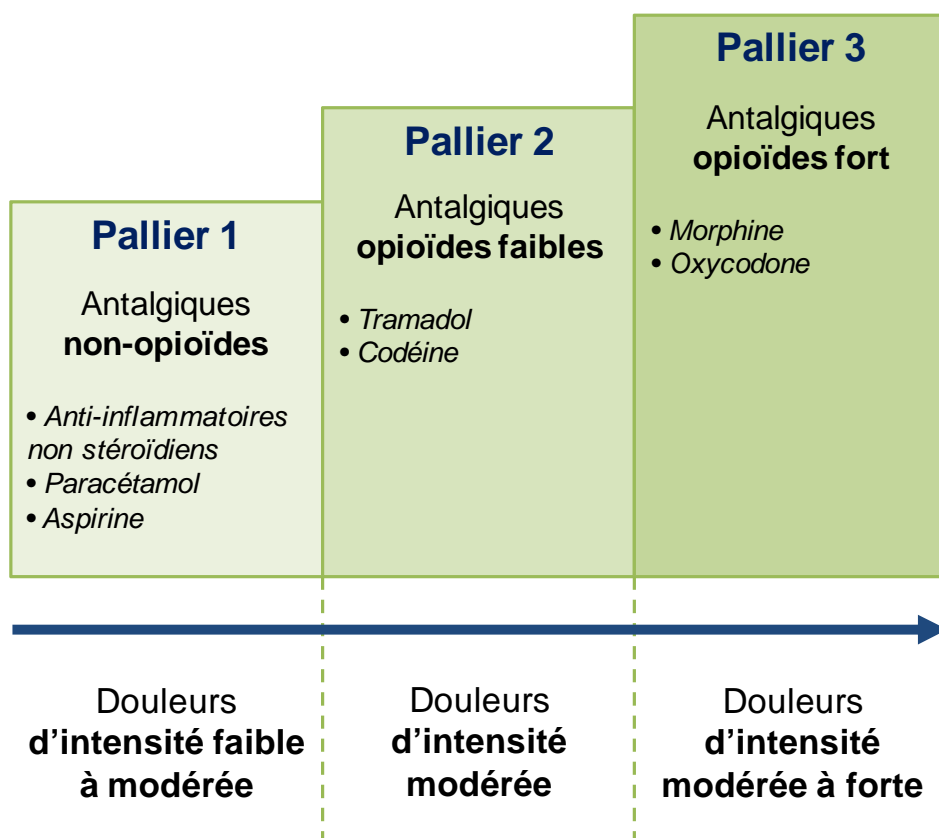 Pallier 1
Antalgiques
non-opioïdes
• Anti-inflammatoires
non stéroïdiens
• Paracétamol
• Aspirine
Pallier 2
Antalgiques
opioïdes faibles
• Tramadol
• Codéine
Pallier 3
Antalgiques
opioïdes fort
• Morphine
• Oxycodone
Douleurs
d’intensité faible
à modérée
Douleurs
d’intensité
modérée
Douleurs
d’intensité
modérée à forte